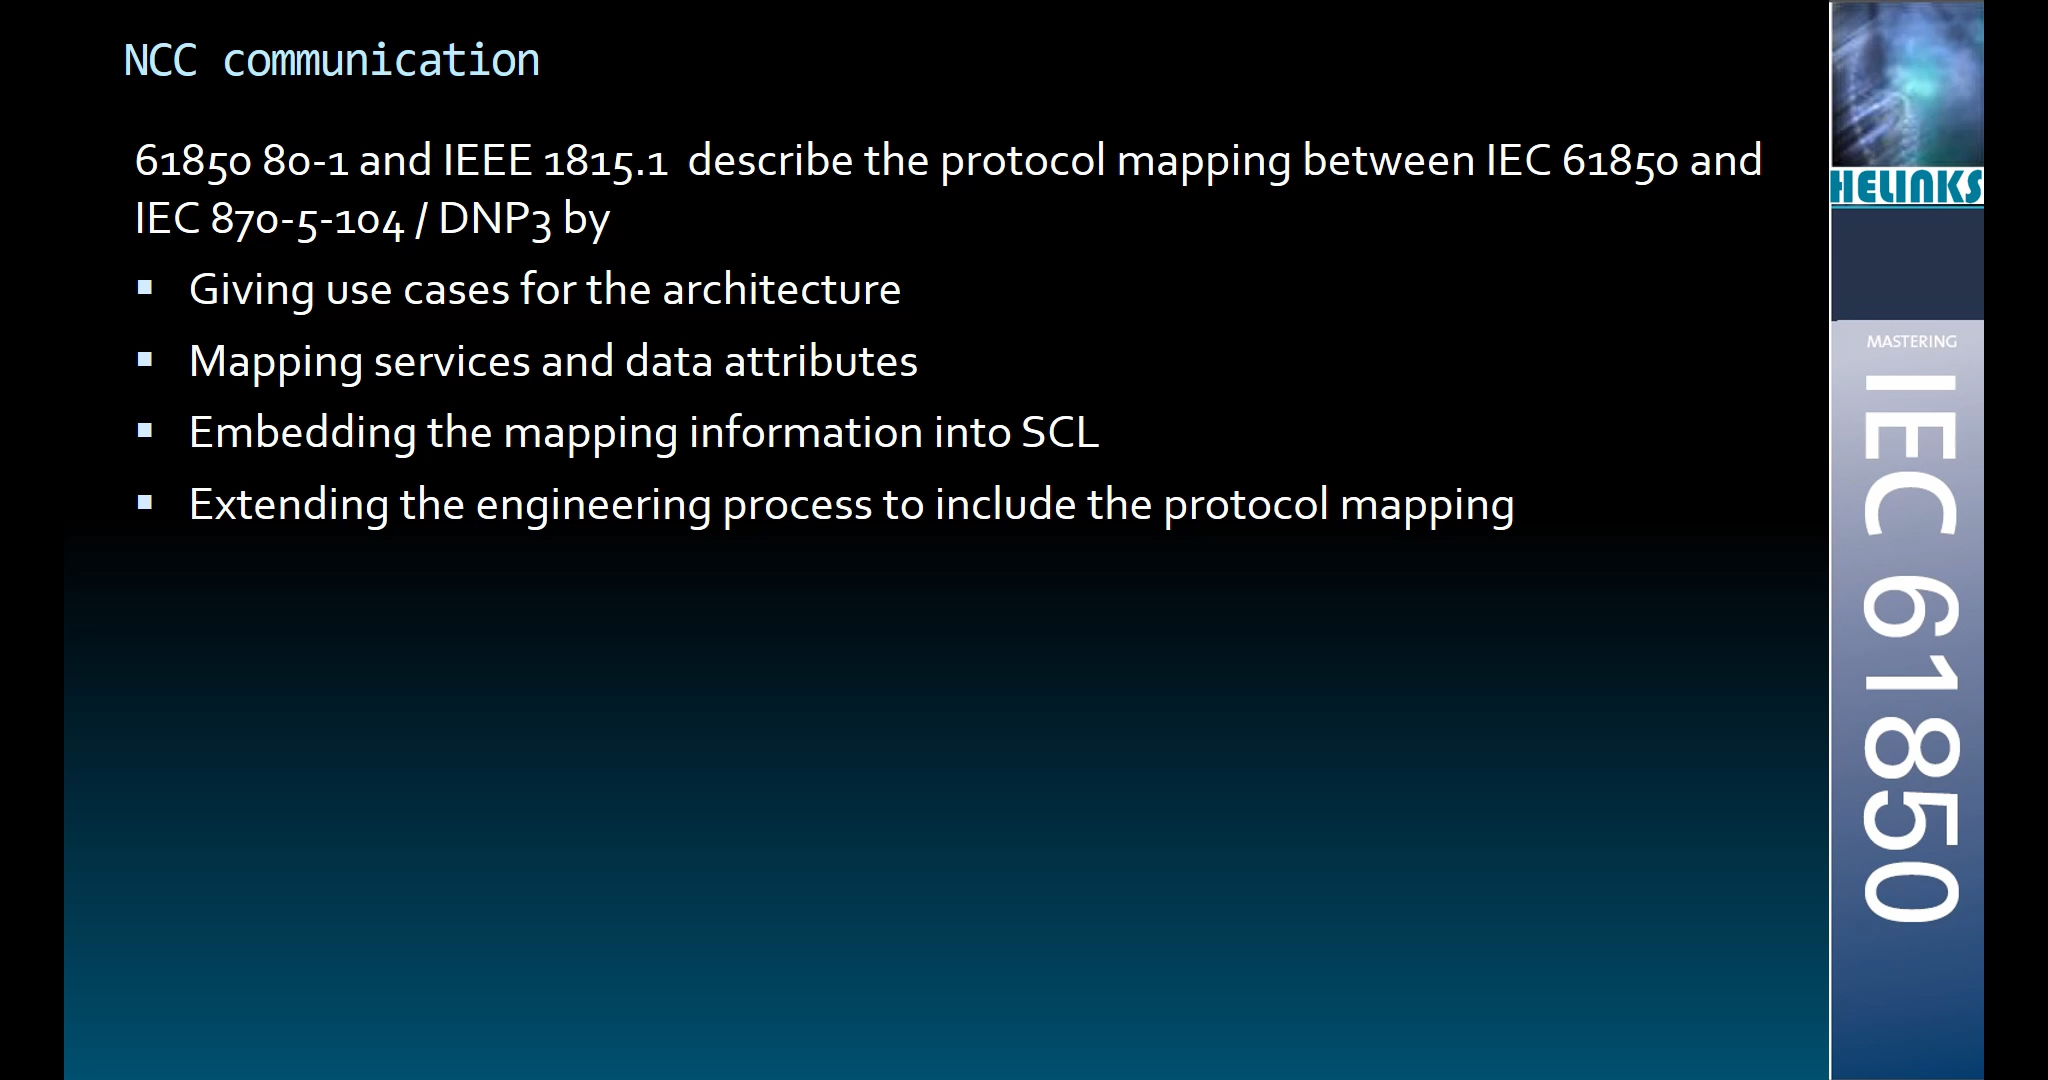 NCC communication
61850 80-1 and IEEE 1815.1 describe the protocol mapping between IEC 61850 and
IEC 870-5-104 / DNP3 by
▪ Giving use cases for the architecture
▪ Mapping services and data attributes
▪ Embedding the mapping information into SCL
▪ Extending the engineering process to include the protocol mapping
HELINKS
MASTERING
IEC 61850